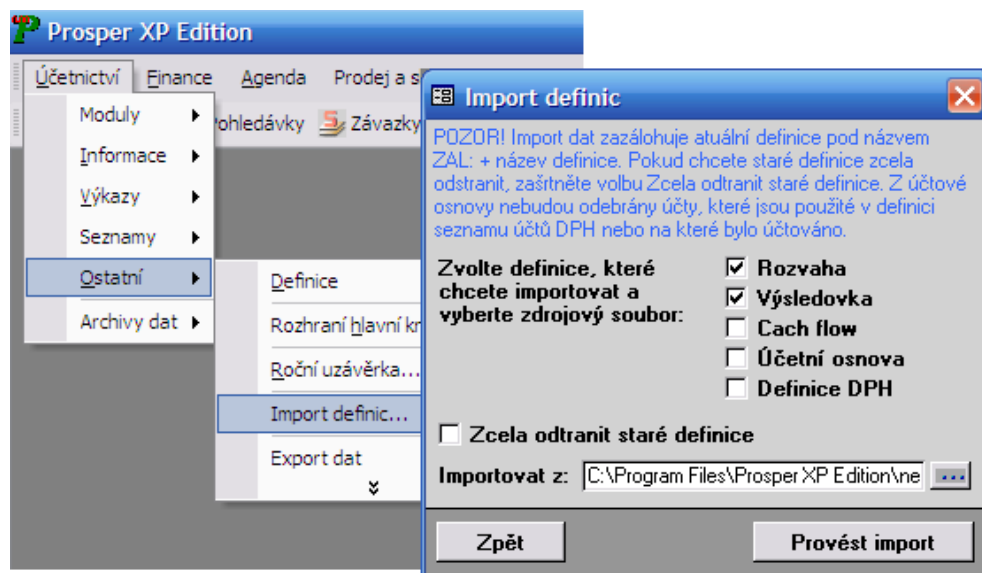 Prosper XP Edition
Účetnictví Finance Agenda Prodej a s
Moduly
Informace
Výkazy
Seznamy
Ostatní
Archivy dat
ohledávky Závazky
Definice
Rozhraní hlavní kn
Roční uzávěrka...
Import definic...
Export dat
Import definic
POZOR! Import dat zazálohuje atuální definice pod názvem
ZAL: + název definice. Pokud chcete staré definice zcela
odstranit, zašrtněte volbu Zcela odtranit staré definice. Z účtové
osnovy nebudou odebrány účty, které jsou použité v definici
seznamu účtů DPH nebo na které bylo účtováno.
Zvolte definice, které
chcete importovat a
vyberte zdrojový soubor:
Rozvaha
Výsledovka
Cach flow
Účetní osnova
Definice DPH
Zcela odtranit staré definice
Importovat z: C:\Program Files\Prosper XP Edition\ne ...
Zpět Provést import